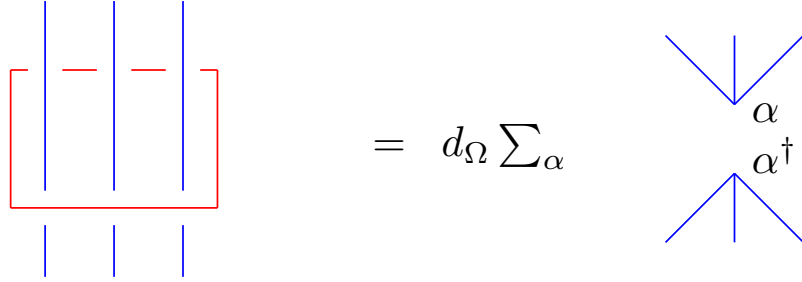 = d_Ω ∑_α
α
α†